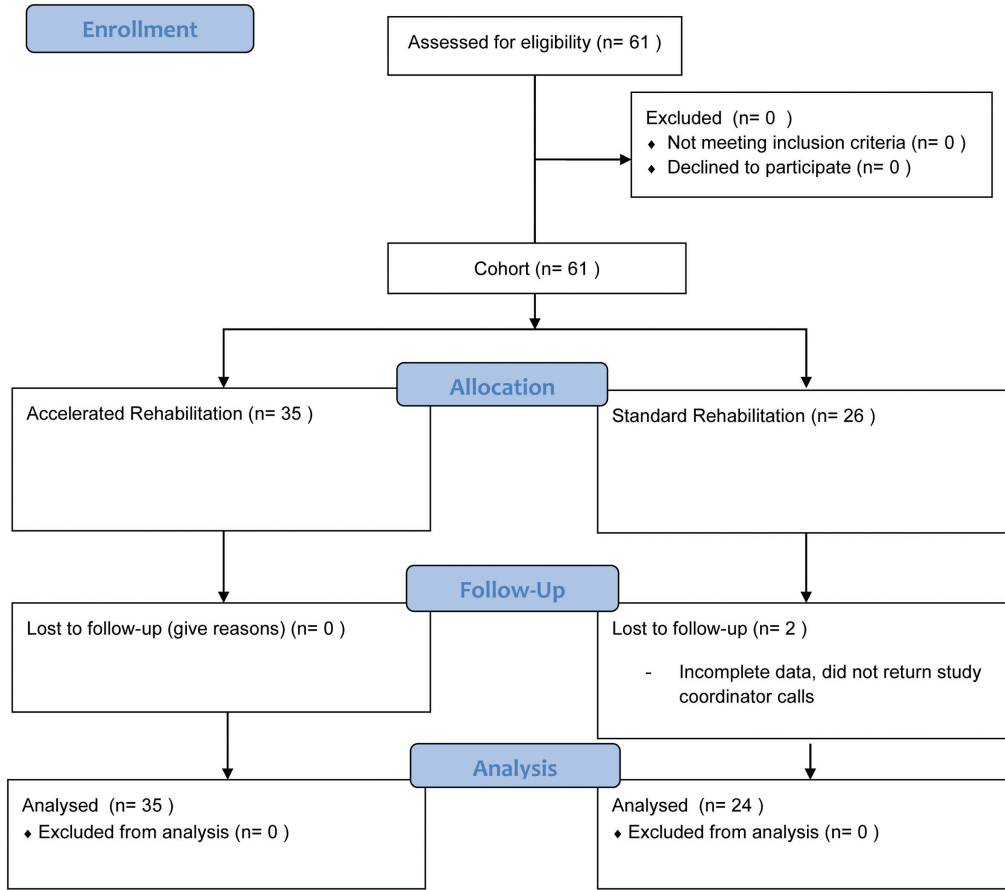 Enrollment
Assessed for eligibility (n= 61 )
Excluded (n= 0 )
♦ Not meeting inclusion criteria (n= 0 )
♦ Declined to participate (n= 0 )
Cohort (n= 61 )
Allocation
Accelerated Rehabilitation (n= 35 )
Standard Rehabilitation (n= 26 )
Follow-Up
Lost to follow-up (give reasons) (n= 0 )
Lost to follow-up (n= 2 )
- Incomplete data, did not return study
coordinator calls
Analysis
Analysed (n= 35 )
♦ Excluded from analysis (n= 0 )
Analysed (n= 24 )
♦ Excluded from analysis (n= 0 )